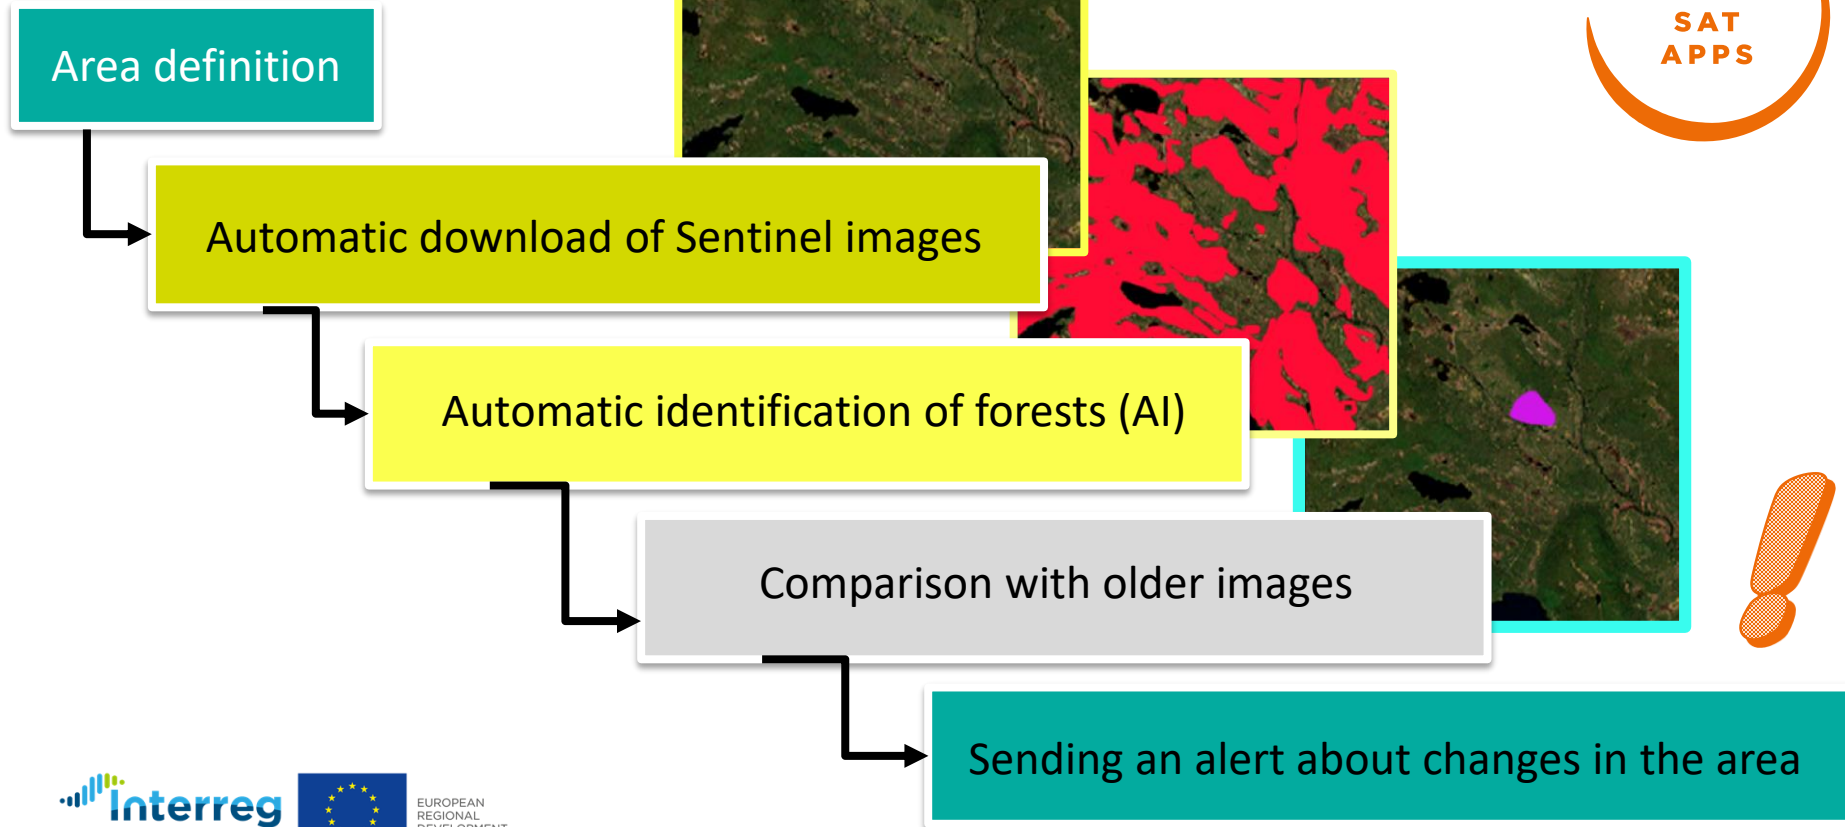 SAT
APPS
Area definition
Automatic download of Sentinel images
Automatic identification of forests (AI)
Comparison with older images
Sending an alert about changes in the area
Interreg
EUROPEAN
REGIONAL
DEVELOPMENT